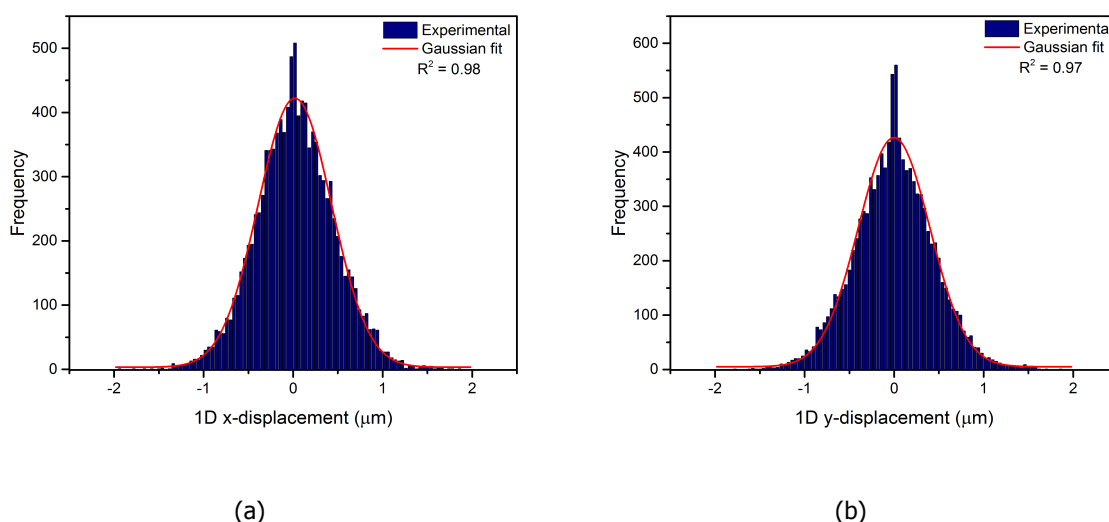 Experimental
Gaussian fit
R² = 0.98
500
400
300
200
100
0
Frequency
-2 -1 0 1 2
1D x-displacement (μm)
(a)
Experimental
Gaussian fit
R² = 0.97
600
500
400
300
200
100
0
Frequency
-2 -1 0 1 2
1D y-displacement (μm)
(b)